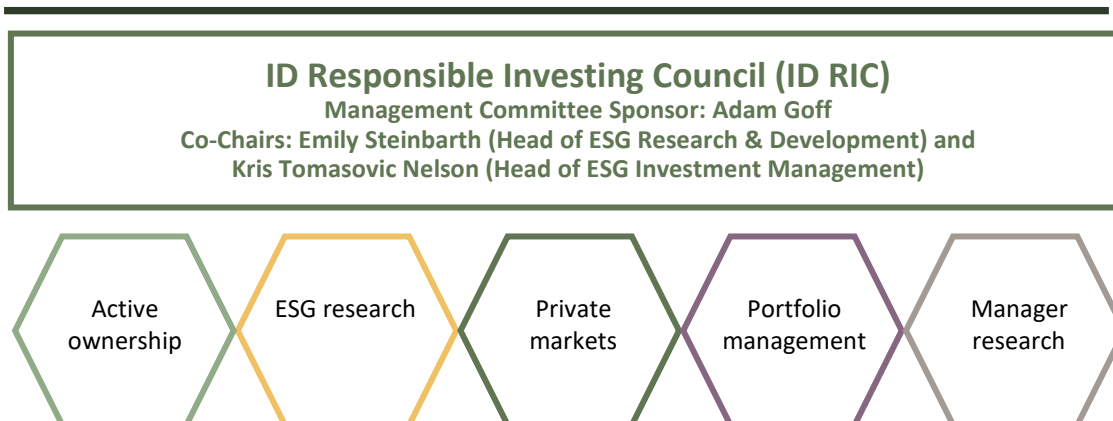 ID Responsible Investing Council (ID RIC)
Management Committee Sponsor: Adam Goff
Co-Chairs: Emily Steinbarth (Head of ESG Research & Development) and
Kris Tomasovic Nelson (Head of ESG Investment Management)
Active
ownership
ESG research
Private
markets
Portfolio
management
Manager
research